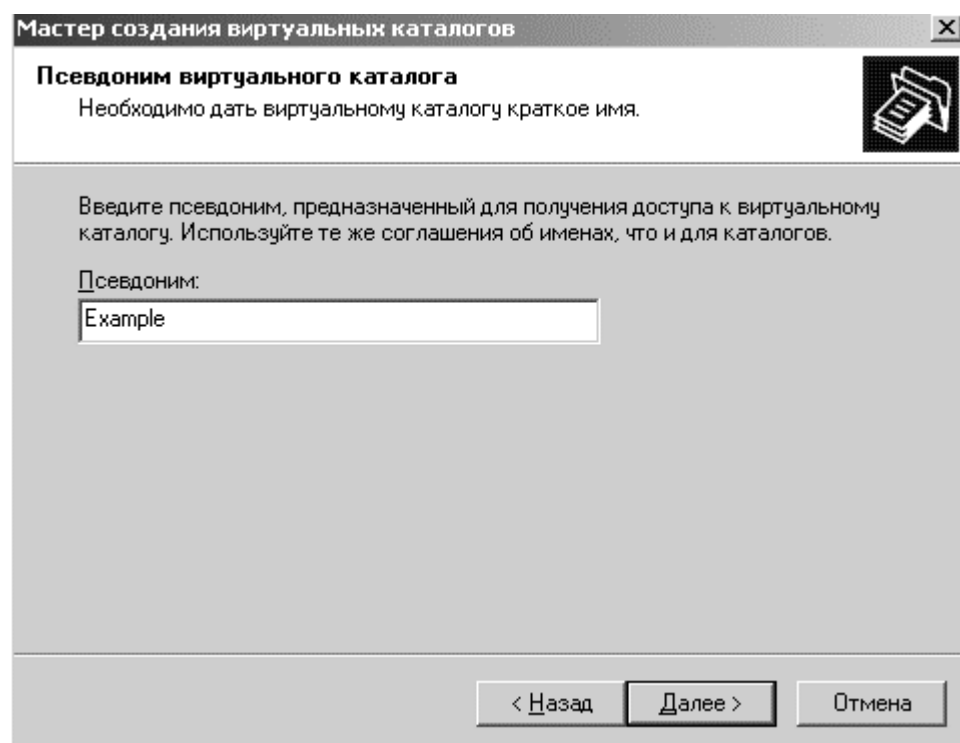 Мастер создания виртуальных каталогов
Псевдоним виртуального каталога
Необходимо дать виртуальному каталогу краткое имя.
Введите псевдоним, предназначенный для получения доступа к виртуальному
каталогу. Используйте те же соглашения об именах, что и для каталогов.
Псевдоним:
Example
< Назад
Далее >
Отмена